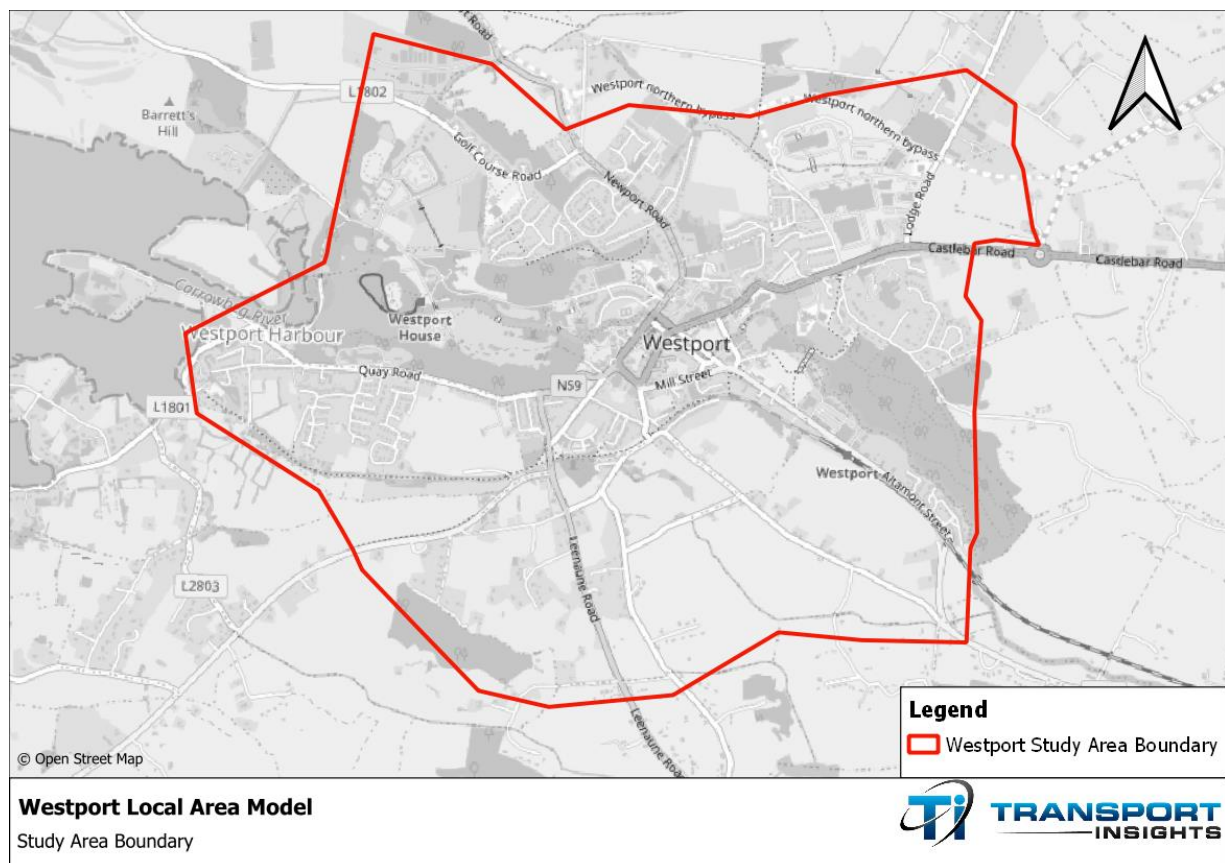 rt Road
Westport northern bypass
Westport northern bypass
L1802
Barrett's
Hill
Golf Course Road
Newport Road
Lodge Road
Castlebar Road
Castlebar Road
Carrowbeg River
Westport Harbour
Westport
House
Westport
Quay Road
N59
Mill Street
L1801
Westport
Altamont Street
L2803
Leenaune Road
Leenaune Roa
Legend
Westport Study Area Boundary
© Open Street Map
Westport Local Area Model
Study Area Boundary
Ti TRANSPORT
INSIGHTS